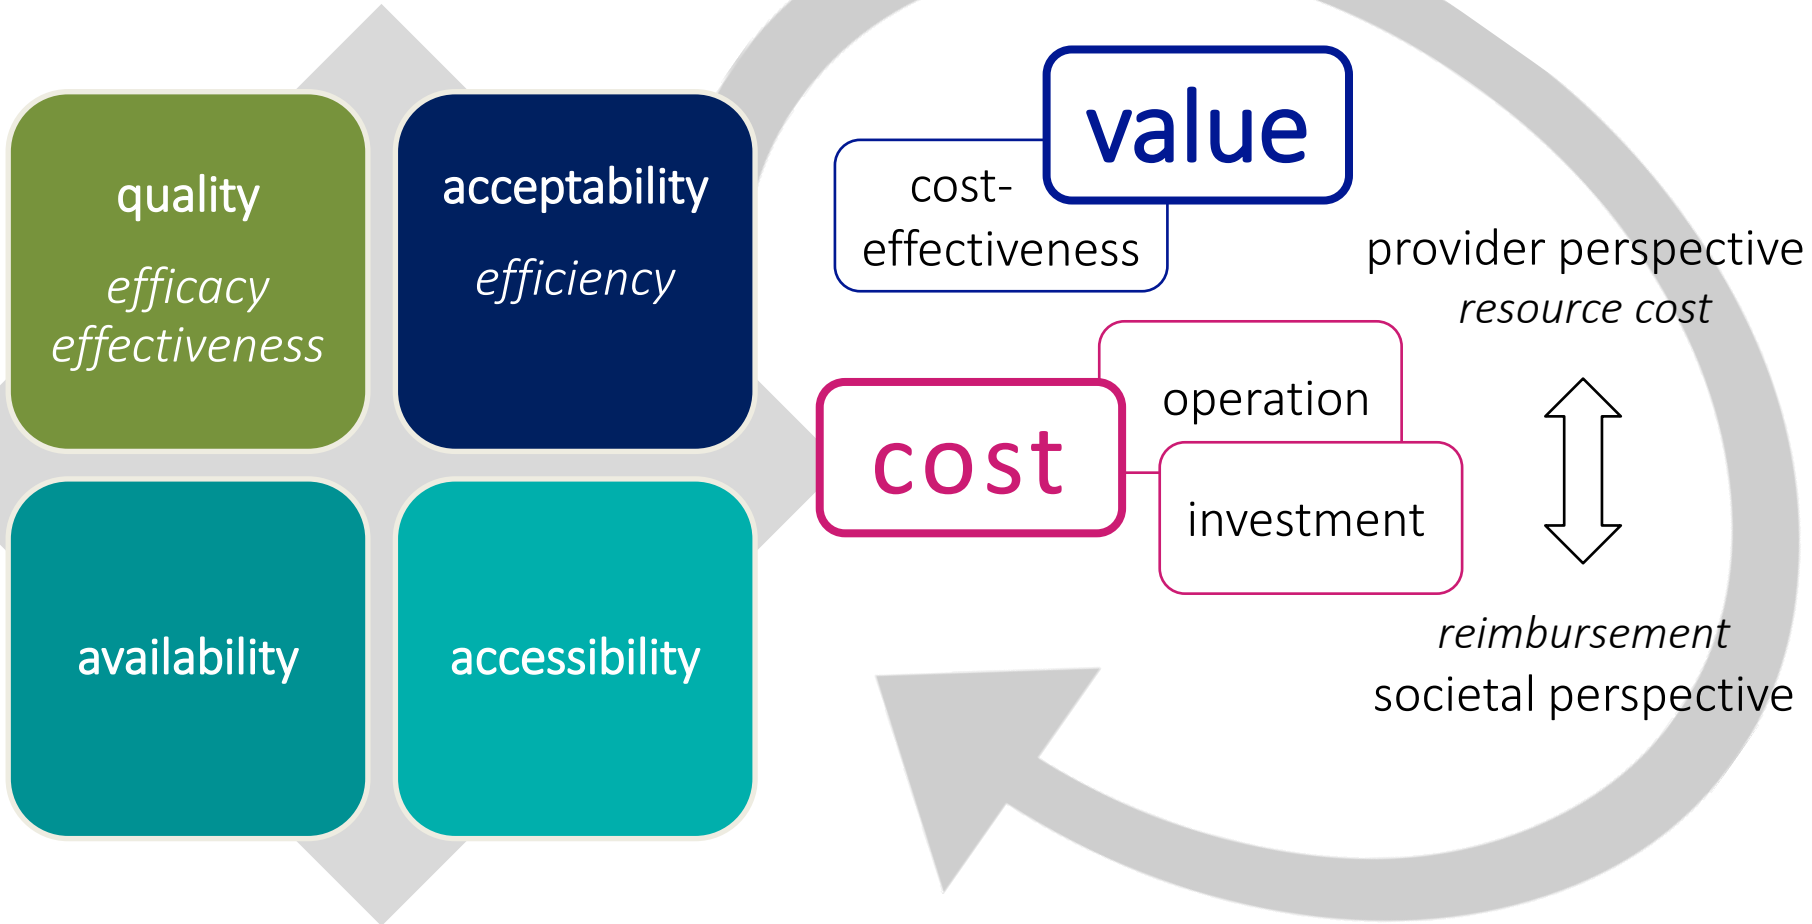 quality
efficacy
effectiveness
acceptability
efficiency
availability
accessibility
value
cost-
effectiveness
cost
operation
investment
provider perspective
resource cost
reimbursement
societal perspective